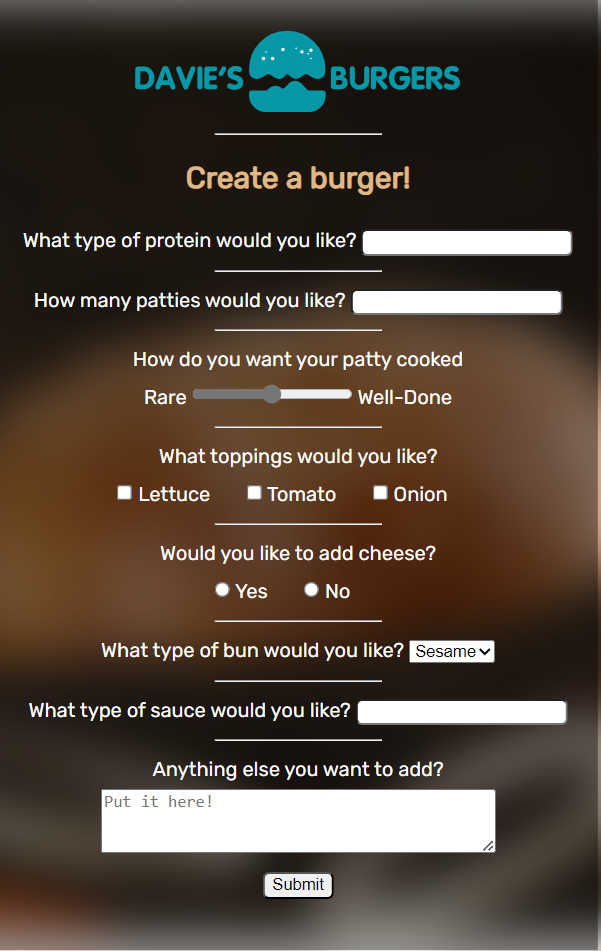 DAVIE'S BURGERS
Create a burger!
What type of protein would you like?
How many patties would you like?
How do you want your patty cooked
Rare Well-Done
What toppings would you like?
Lettuce Tomato Onion
Would you like to add cheese?
Yes No
What type of bun would you like? Sesame
What type of sauce would you like?
Anything else you want to add?
Put it here!
Submit